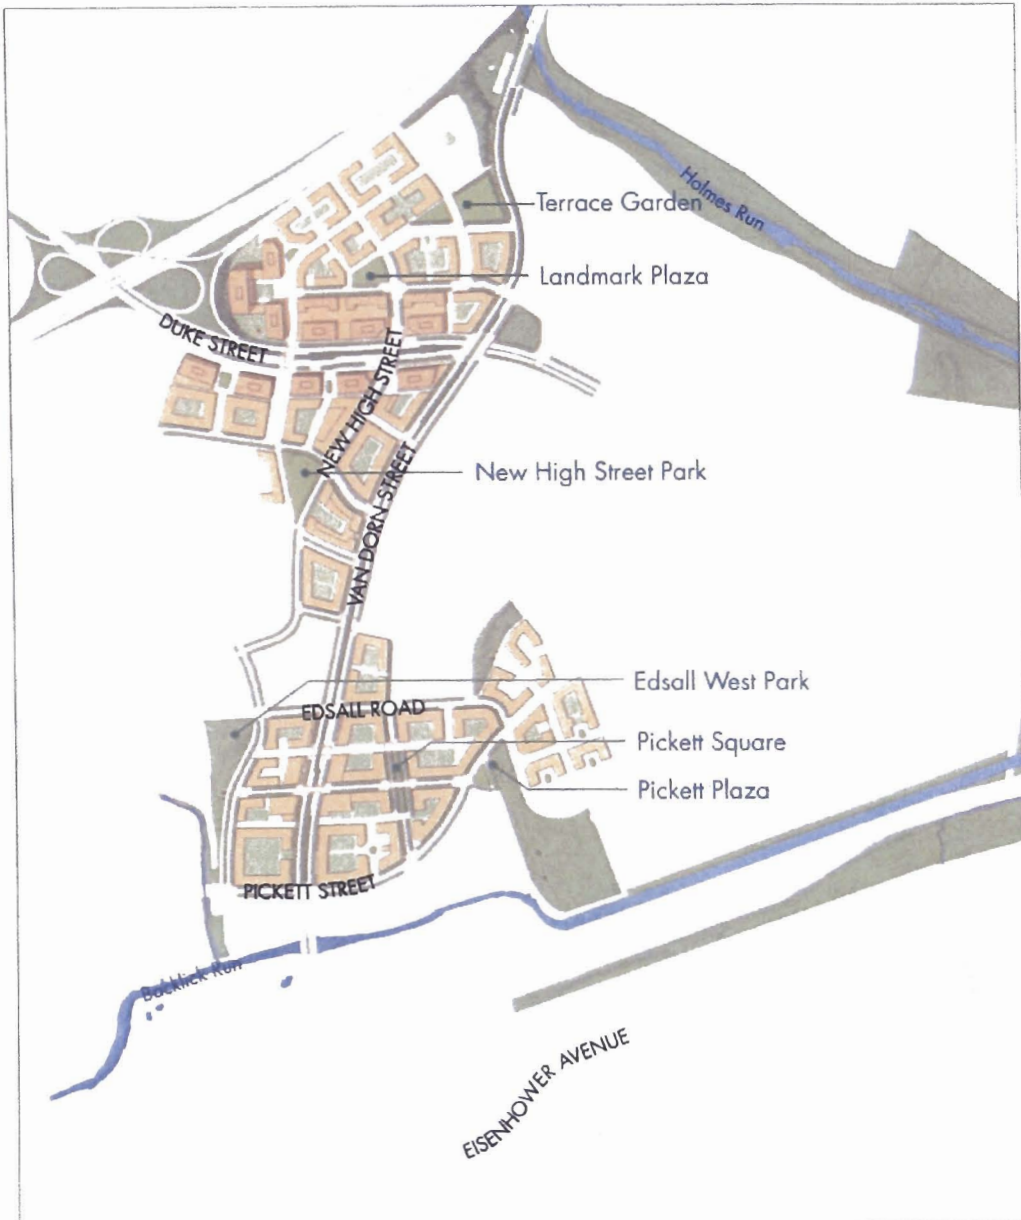 Terrace Garden
Holmes Run
Landmark Plaza
DUKE STREET
NEW HIGH STREET
New High Street Park
VAN DORN STREET
Edsall West Park
EDSALL ROAD
Pickett Square
Pickett Plaza
PICKETT STREET
Backlick Run
EISENHOWER AVENUE